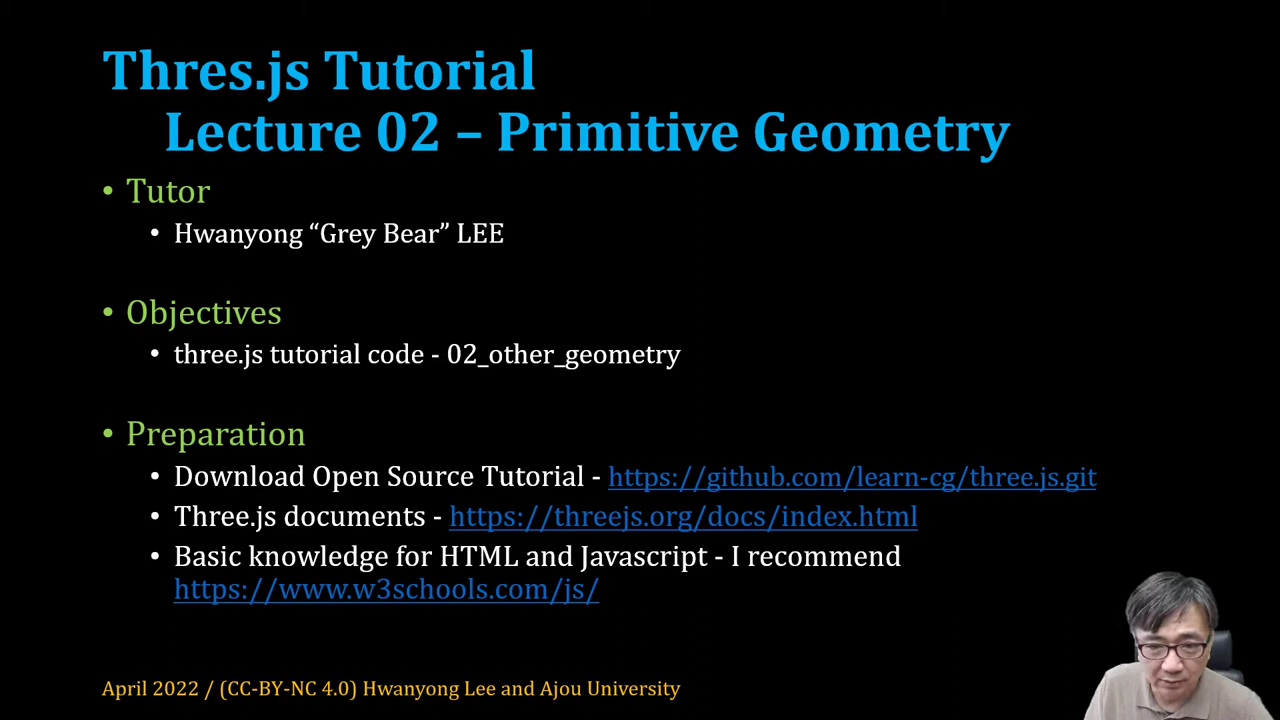 Thres.js Tutorial
Lecture 02 – Primitive Geometry
• Tutor
• Hwanyong “Grey Bear” LEE
• Objectives
• three.js tutorial code - 02_other_geometry
• Preparation
• Download Open Source Tutorial - https://github.com/learn-cg/three.js.git
• Three.js documents - https://threejs.org/docs/index.html
• Basic knowledge for HTML and Javascript - I recommend
https://www.w3schools.com/js/
April 2022 / (CC-BY-NC 4.0) Hwanyong Lee and Ajou University